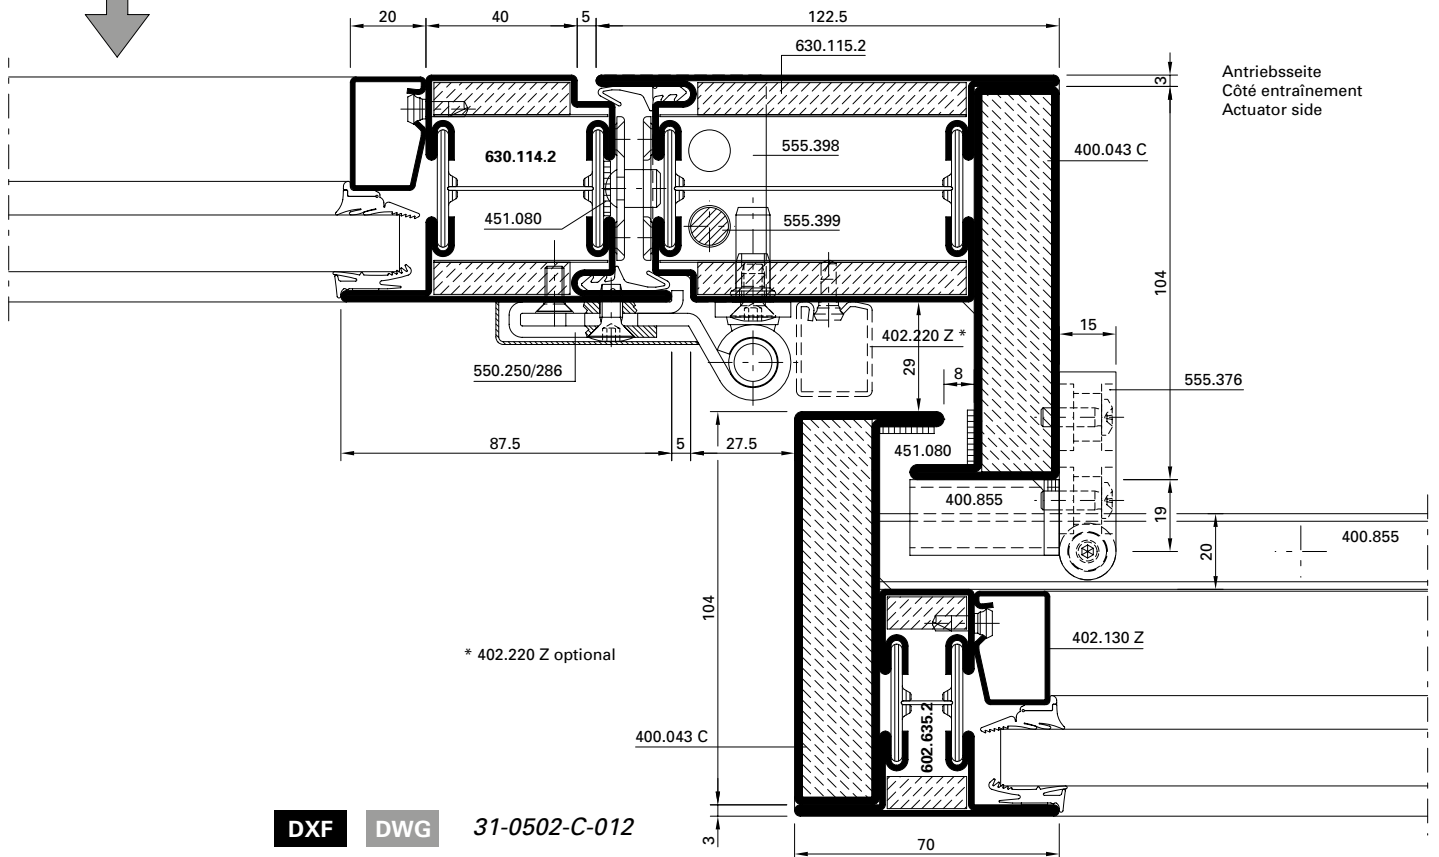 20
40
5
122.5
630.115.2
3
Antriebsseite
Côté entraînement
Actuator side
630.114.2
555.398
400.043 C
451.080
555.399
104
15
402.220 Z *
550.250/286
29
8
555.376
87.5
5
27.5
451.080
400.855
19
20
400.855
104
* 402.220 Z optional
402.130 Z
602.635.2
400.043 C
DXF
DWG
31-0502-C-012
3
70